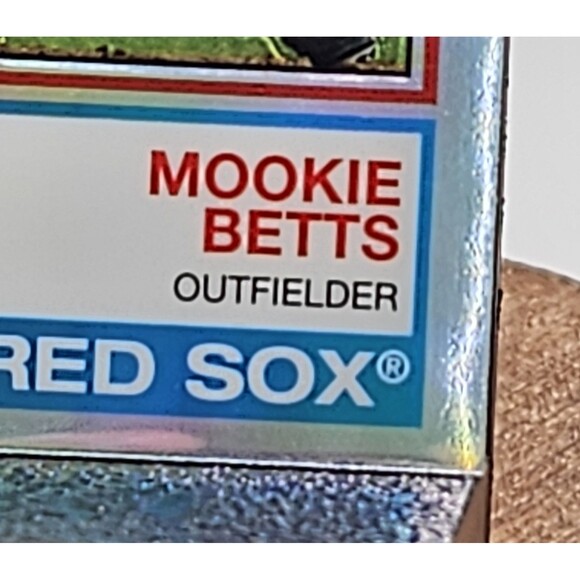 MOOKIE
BETTS
OUTFIELDER
RED SOX®